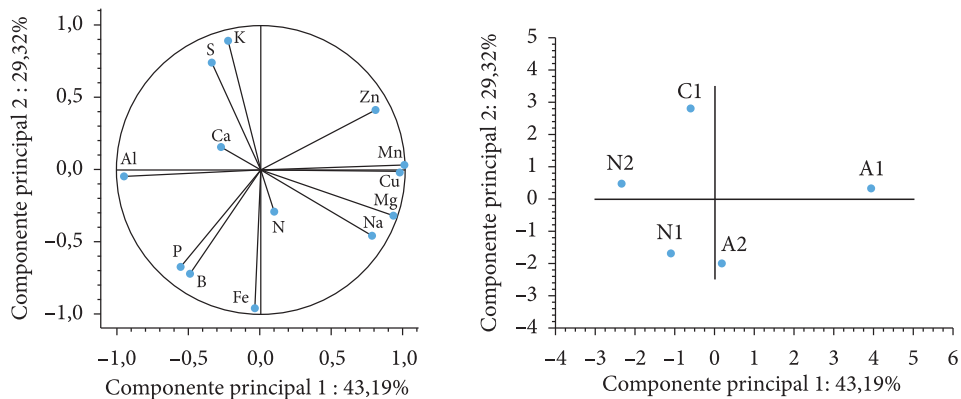 Componente principal 2 : 29,32%
1,0
0,5
0,0
−0,5
−1,0
K
S
Zn
Ca
Al
Mn
Cu
Mg
Na
N
P
B
Fe
−1,0 −0,5 0,0 0,5 1,0
Componente principal 1 : 43,19%
Componente principal 2: 29,32%
5
4
3
2
1
0
−1
−2
−3
−4
C1
N2
A1
N1
A2
−4 −3 −2 −1 0 1 2 3 4 5 6
Componente principal 1: 43,19%